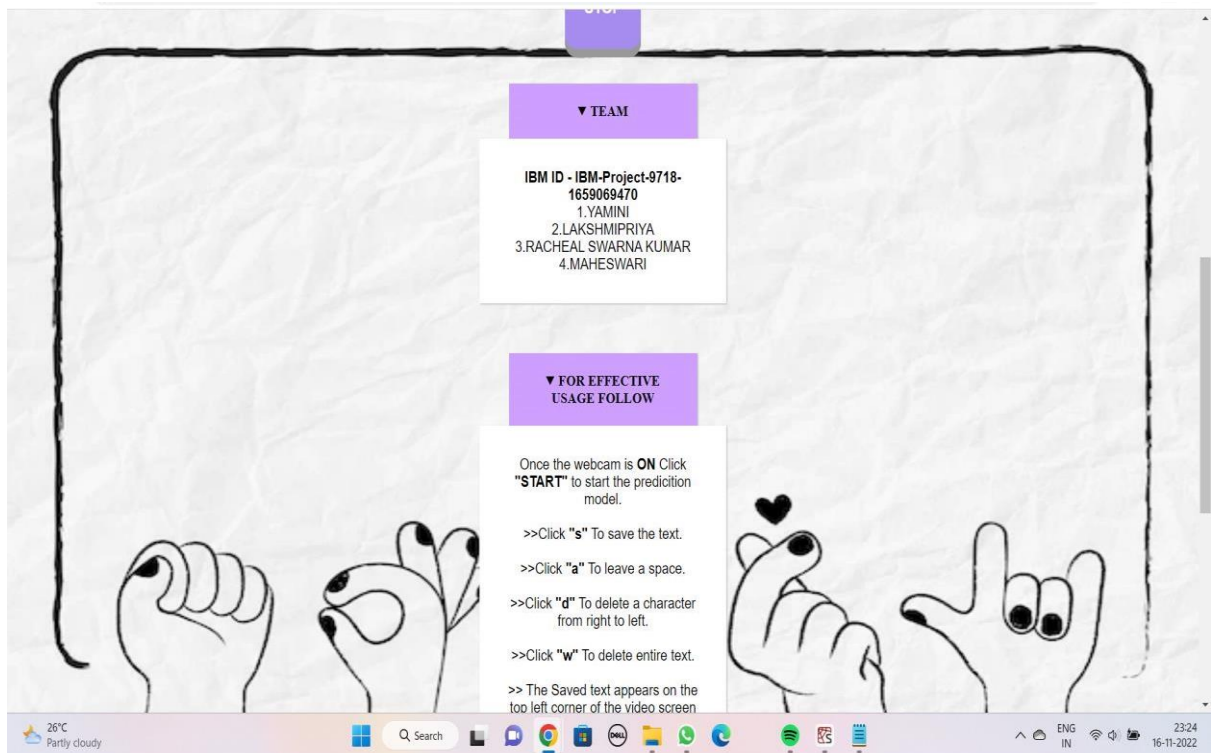 ▼ TEAM
IBM ID - IBM-Project-9718-
1659069470
1.YAMINI
2.LAKSHMIPRIYA
3.RACHEAL SWARNA KUMAR
4.MAHESWARI
▼ FOR EFFECTIVE
USAGE FOLLOW
Once the webcam is ON Click
"START" to start the predicition
model.
>>Click "s" To save the text.
>>Click "a" To leave a space.
>>Click "d" To delete a character
from right to left.
>>Click "w" To delete entire text.
>> The Saved text appears on the
top left corner of the video screen
26°C
Partly cloudy
Search
DELL
ENG
IN
23:24
16-11-2022